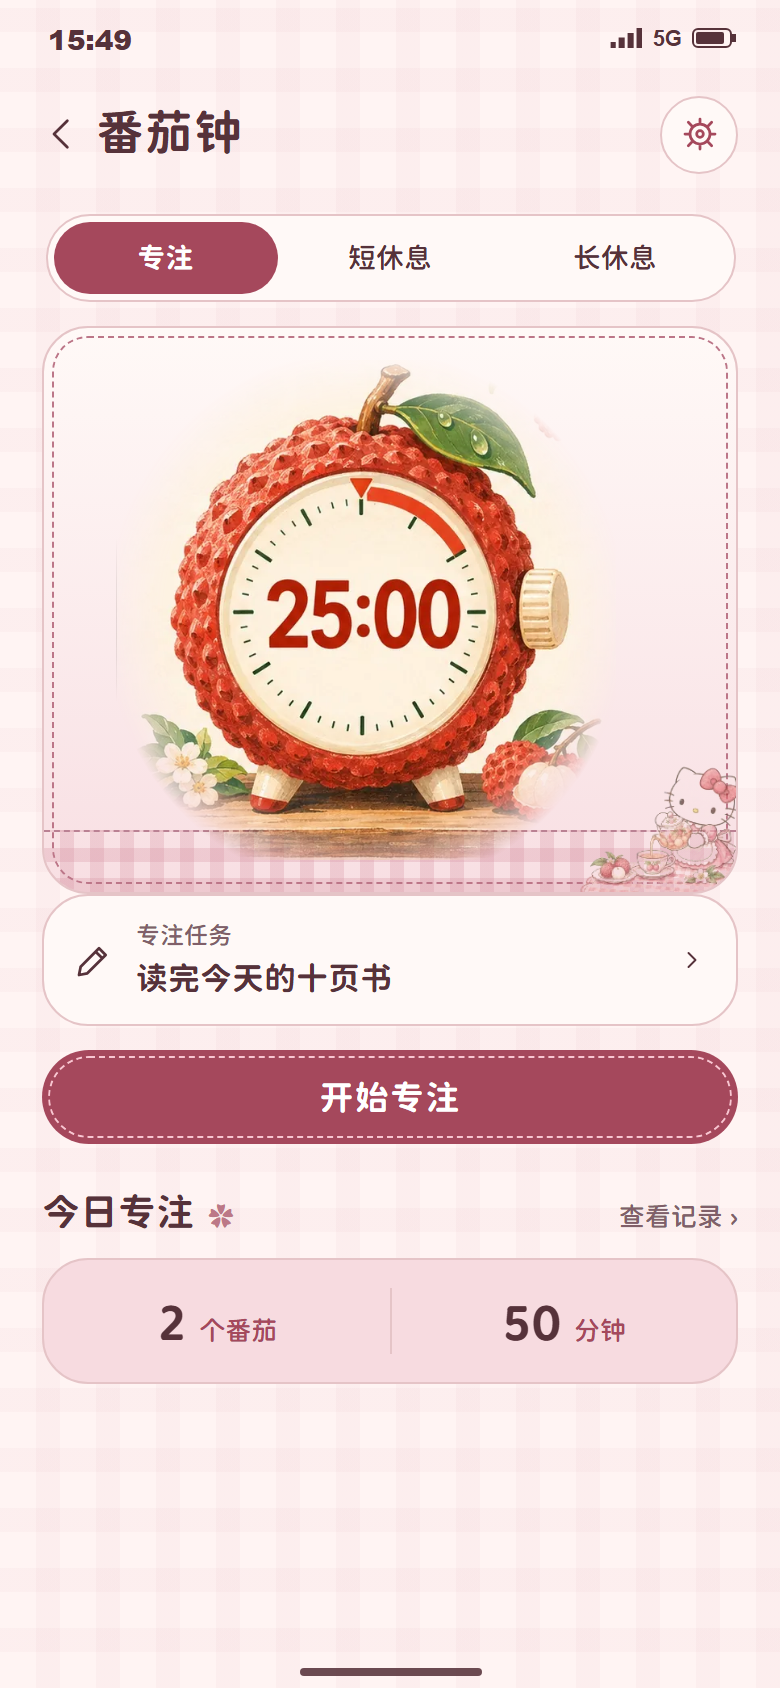 15:49
5G
番茄钟
专注
短休息
长休息
25:00
专注任务
读完今天的十页书
开始专注
今日专注
查看记录 ›
2 个番茄
50 分钟